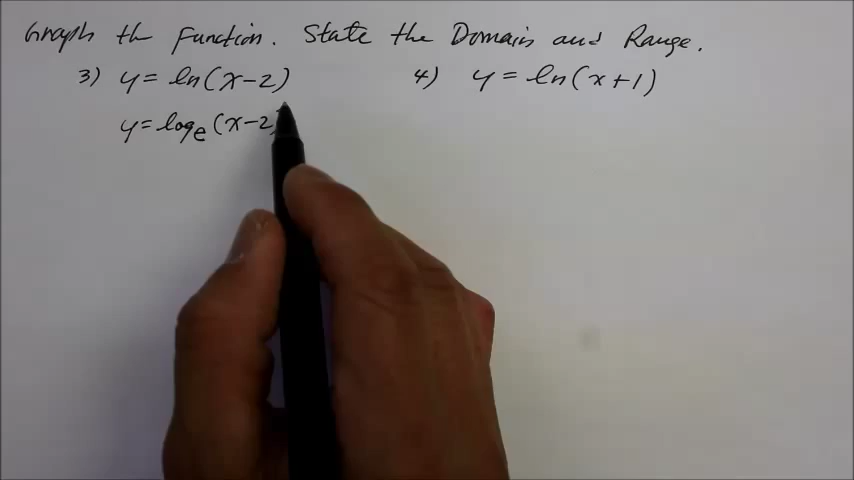 Graph the Function. State the Domain and Range.
3) y = ln(x-2)
4) y = ln(x+1)
y = logₑ(x-2)